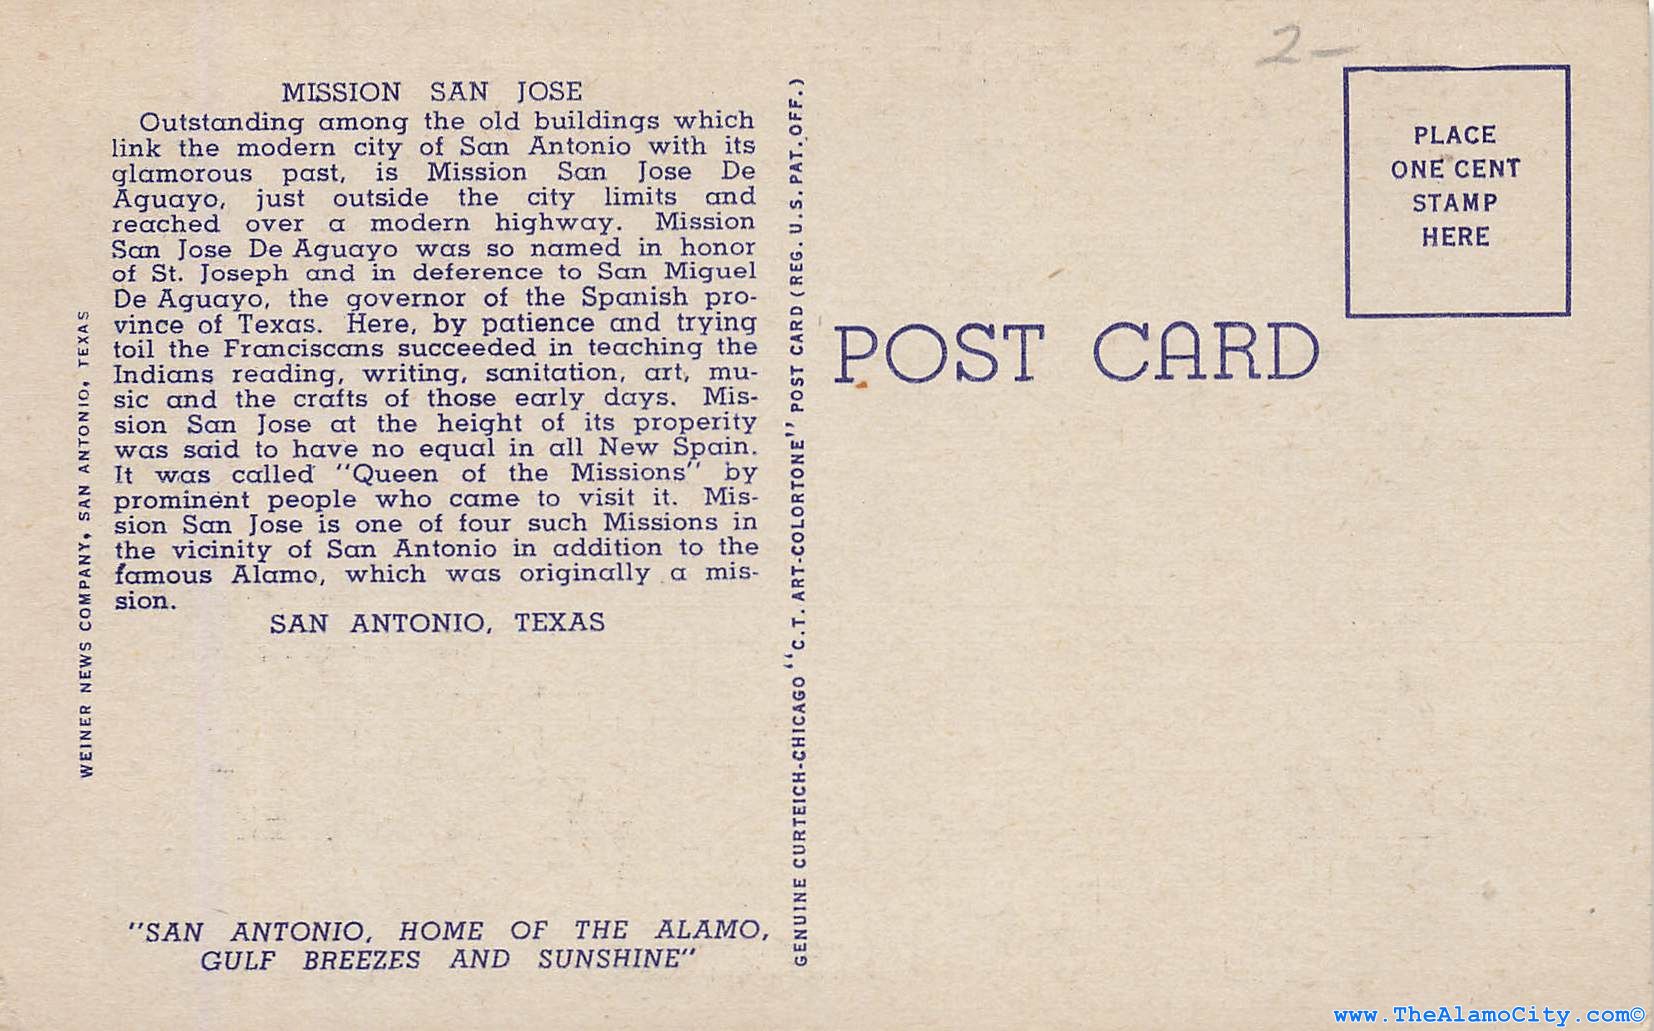 2-
MISSION SAN JOSE
Outstanding among the old buildings which
link the modern city of San Antonio with its
glamorous past, is Mission San Jose De
Aguayo, just outside the city limits and
reached over a modern highway. Mission
San Jose De Aguayo was so named in honor
of St. Joseph and in deference to San Miguel
De Aguayo, the governor of the Spanish pro-
vince of Texas. Here, by patience and trying
toil the Franciscans succeeded in teaching the
Indians reading, writing, sanitation, art, mu-
sic and the crafts of those early days. Mis-
sion San Jose at the height of its properity
was said to have no equal in all New Spain.
It was called "Queen of the Missions" by
prominent people who came to visit it. Mis-
sion San Jose is one of four such Missions in
the vicinity of San Antonio in addition to the
famous Alamo, which was originally a mis-
sion.
SAN ANTONIO, TEXAS
"SAN ANTONIO, HOME OF THE ALAMO,
GULF BREEZES AND SUNSHINE"
WEINER NEWS COMPANY, SAN ANTONIO, TEXAS
GENUINE CURTEICH-CHICAGO "C.T. ART-COLORTONE" POST CARD (REG. U.S. PAT. OFF.)
POST CARD
PLACE
ONE CENT
STAMP
HERE
www.TheAlamoCity.com©